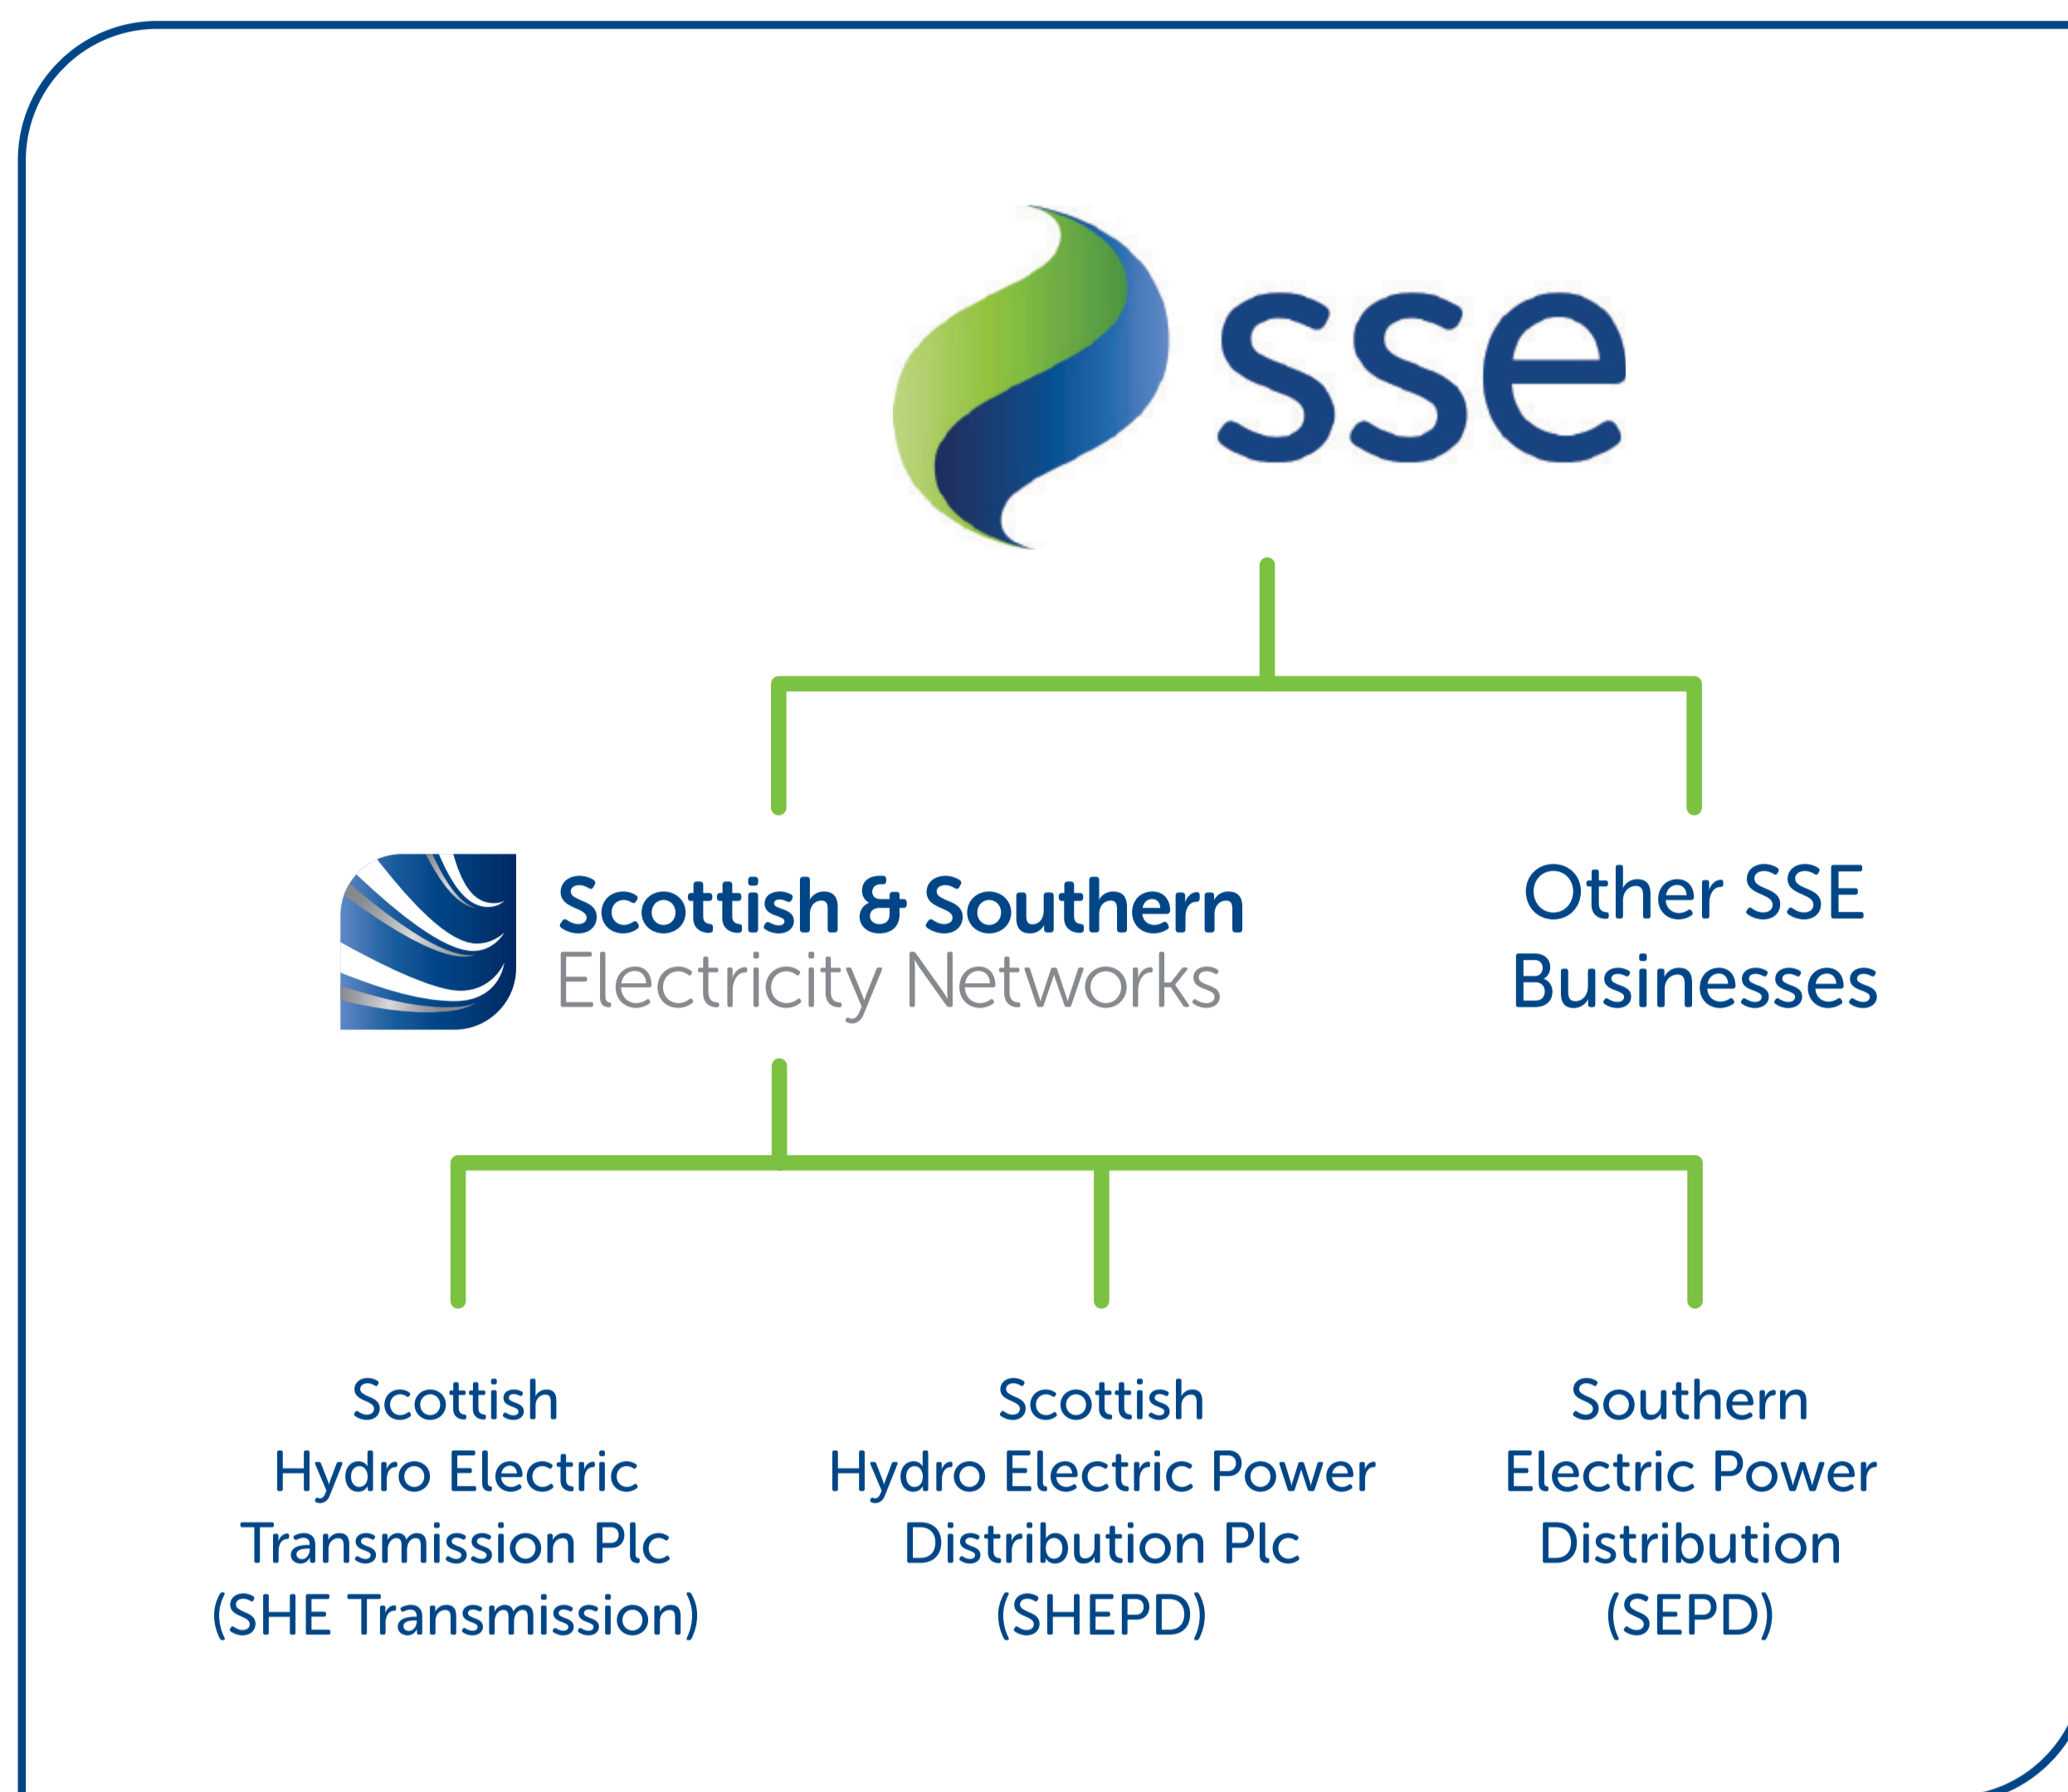 sse
Scottish & Southern
Electricity Networks
Other SSE
Businesses
Scottish
Hydro Electric
Transmission Plc
(SHE Transmission)
Scottish
Hydro Electric Power
Distribution Plc
(SHEPD)
Southern
Electric Power
Distribution
(SEPD)